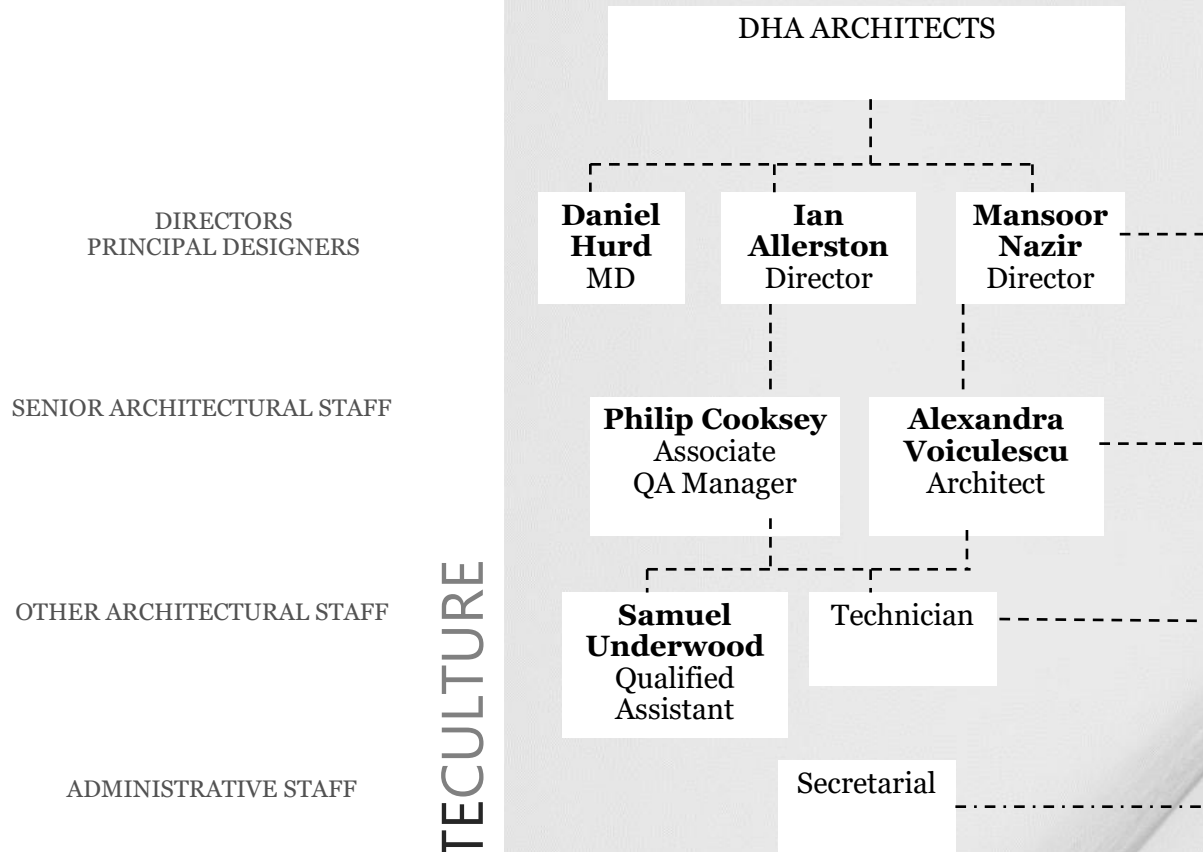 DHA ARCHITECTS
DIRECTORS
PRINCIPAL DESIGNERS
Daniel
Hurd
MD
Ian
Allerston
Director
Mansoor
Nazir
Director
SENIOR ARCHITECTURAL STAFF
Philip Cooksey
Associate
QA Manager
Alexandra
Voiculescu
Architect
OTHER ARCHITECTURAL STAFF
Samuel
Underwood
Qualified
Assistant
Technician
ADMINISTRATIVE STAFF
Secretarial
TECULTURE